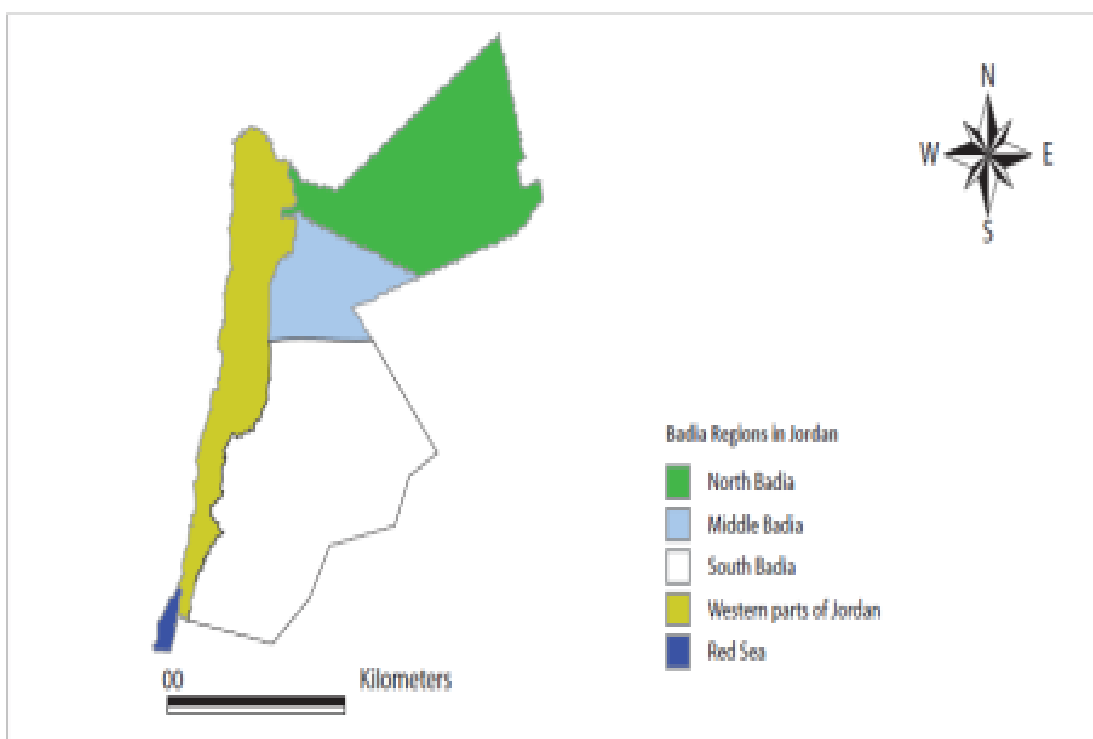 N
W E
S
Badia Regions in Jordan
North Badia
Middle Badia
South Badia
Western parts of Jordan
Red Sea
00 Kilometers